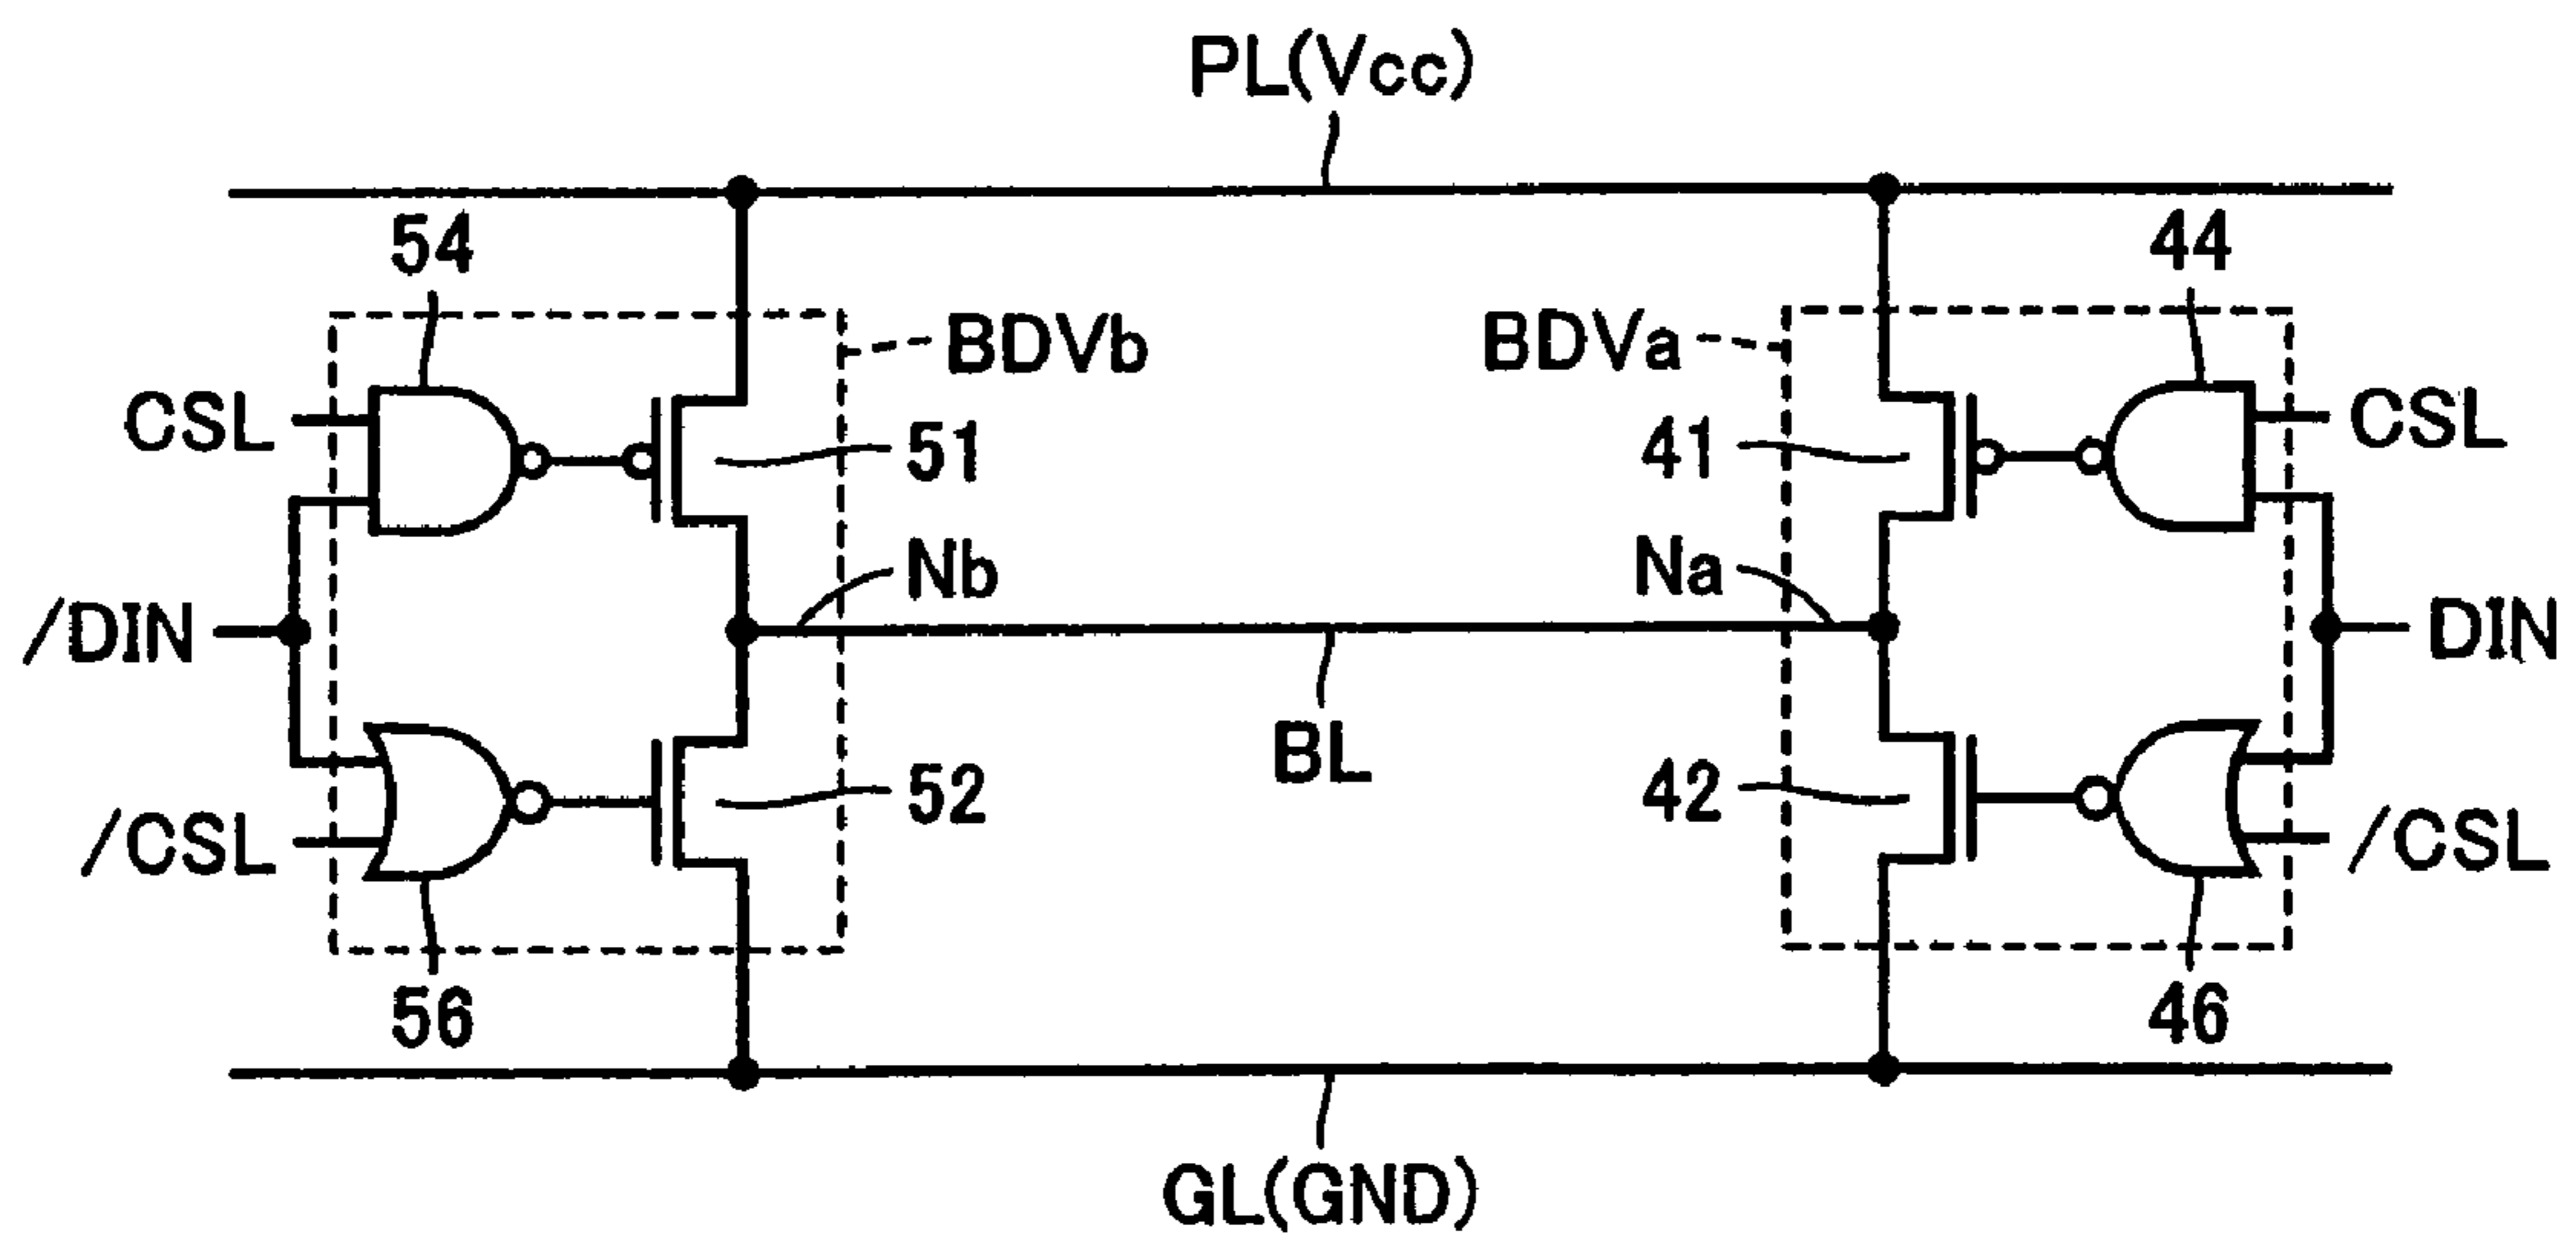 PL(Vcc)
54
44
BDVb
BDVa
CSL
51
41
CSL
Nb
Na
/DIN
DIN
BL
52
42
/CSL
/CSL
56
46
GL(GND)